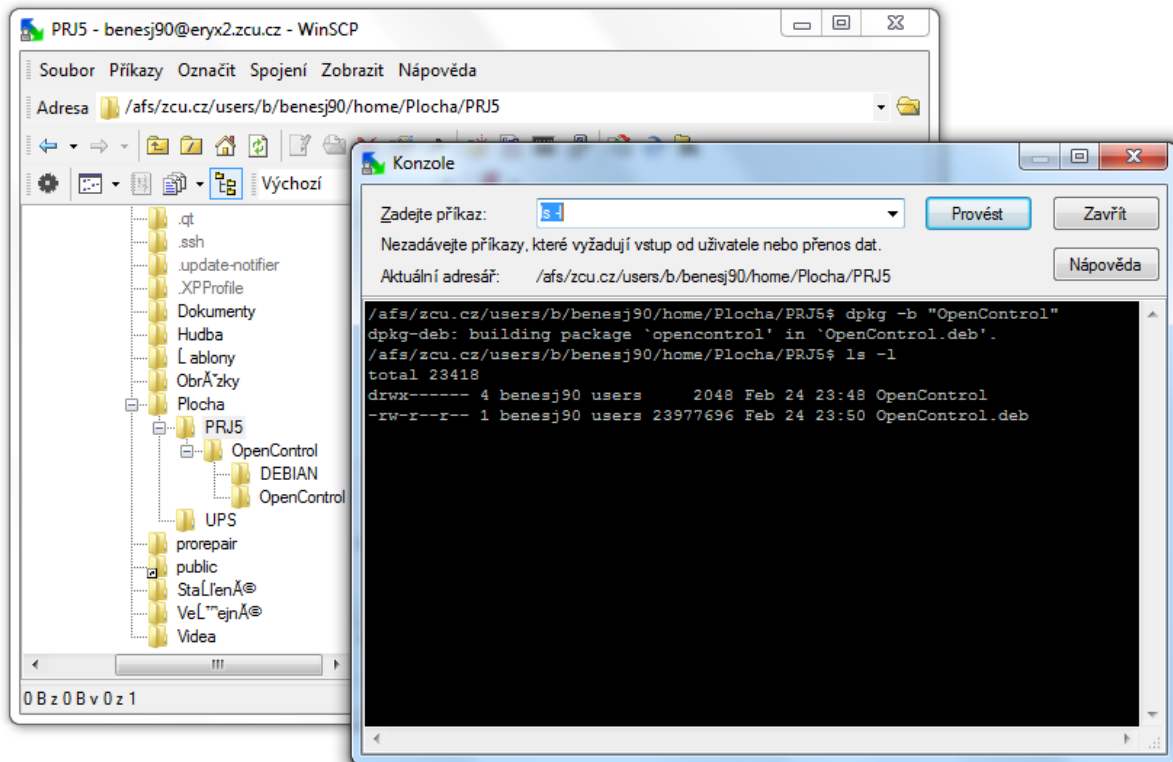 PRJ5 - benesj90@eryx2.zcu.cz - WinSCP
Soubor Příkazy Označit Spojení Zobrazit Nápověda
Adresa /afs/zcu.cz/users/b/benesj90/home/Plocha/PRJ5
Výchozí
.qt
.ssh
.update-notifier
.XPProfile
Dokumenty
Hudba
Ĺ ablony
ObrĂˇzky
Plocha
PRJ5
OpenControl
DEBIAN
OpenControl
UPS
prorepair
public
StaĹľenĂ©
VeĹ™ejnĂ©
Videa
0 B z 0 B v 0 z 1
Konzole
Zadejte příkaz: ls -l
Provést
Zavřít
Nezadávejte příkazy, které vyžadují vstup od uživatele nebo přenos dat.
Nápověda
Aktuální adresář: /afs/zcu.cz/users/b/benesj90/home/Plocha/PRJ5
/afs/zcu.cz/users/b/benesj90/home/Plocha/PRJ5$ dpkg -b "OpenControl"
dpkg-deb: building package `opencontrol' in `OpenControl.deb'.
/afs/zcu.cz/users/b/benesj90/home/Plocha/PRJ5$ ls -l
total 23418
drwx------ 4 benesj90 users 2048 Feb 24 23:48 OpenControl
-rw-r--r-- 1 benesj90 users 23977696 Feb 24 23:50 OpenControl.deb